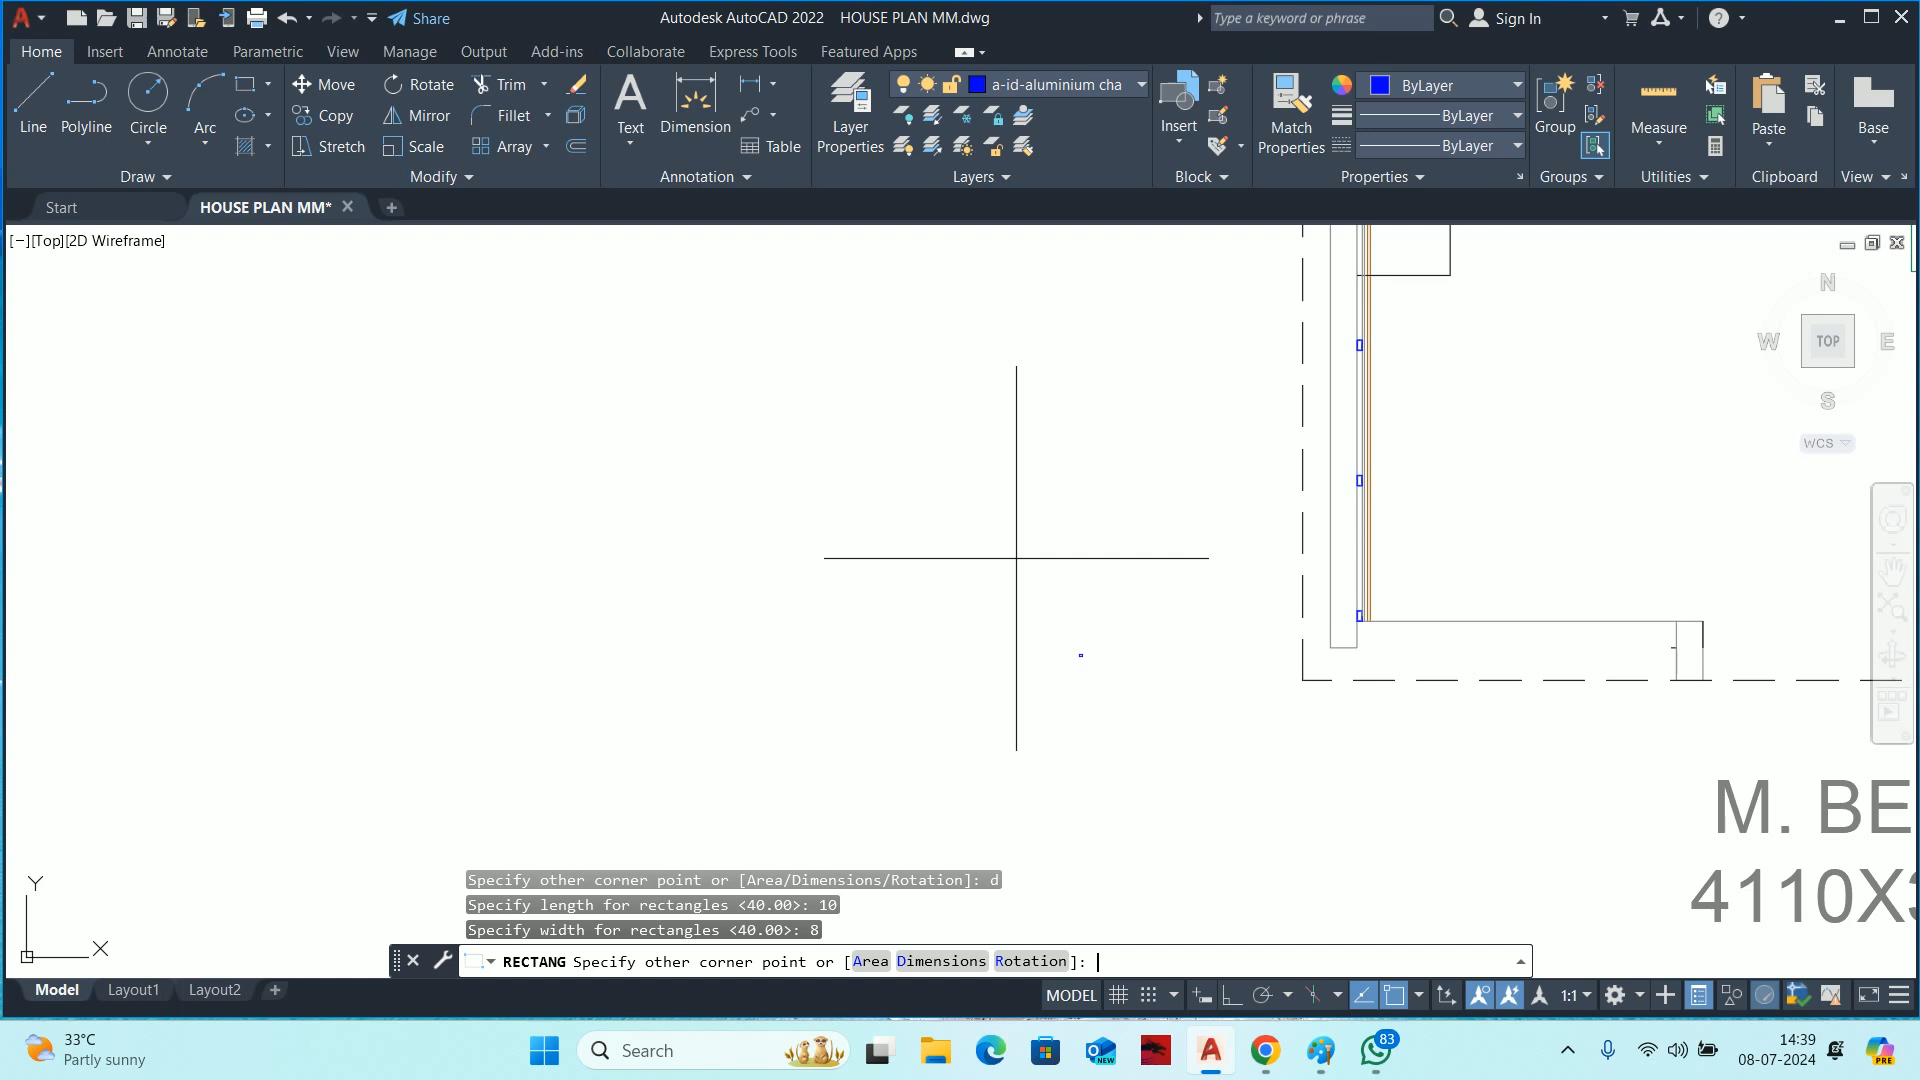 Share
Autodesk AutoCAD 2022 HOUSE PLAN MM.dwg
Type a keyword or phrase
Sign In
Home Insert Annotate Parametric View Manage Output Add-ins Collaborate Express Tools Featured Apps
Line Polyline Circle Arc
Move Rotate Trim
Copy Mirror Fillet
Stretch Scale Array
Text Dimension Table
Layer Properties
a-id-aluminium cha
Insert
Match Properties
ByLayer
ByLayer
ByLayer
Group Measure Paste Base
Draw Modify Annotation Layers Block Properties Groups Utilities Clipboard View
Start HOUSE PLAN MM*
[−][Top][2D Wireframe]
N
W TOP E
S
WCS
M. BE
4110X3
Y
X
Specify other corner point or [Area/Dimensions/Rotation]: d
Specify length for rectangles <40.00>: 10
Specify width for rectangles <40.00>: 8
RECTANG Specify other corner point or [Area Dimensions Rotation]:
Model Layout1 Layout2
MODEL 1:1
33°C
Partly sunny
Search
NEW
83
14:39
08-07-2024
PRE